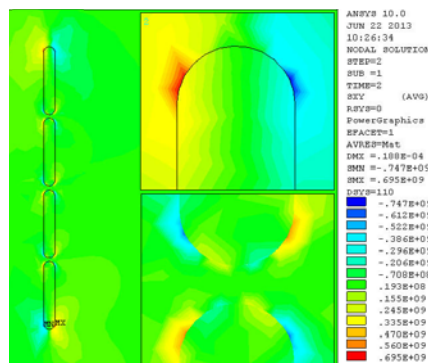 2
MN
MX
ANSYS 10.0
JUN 22 2013
10:26:34
NODAL SOLUTION
STEP=2
SUB =1
TIME=2
SXY (AVG)
RSYS=0
PowerGraphics
EFACET=1
AVRES=Mat
DMX =.188E-04
SMN =-.747E+09
SMX =.695E+09
DSYS=110
-.747E+09
-.612E+09
-.522E+09
-.386E+09
-.296E+09
-.206E+09
-.708E+08
.193E+08
.155E+09
.245E+09
.335E+09
.470E+09
.560E+09
.695E+09